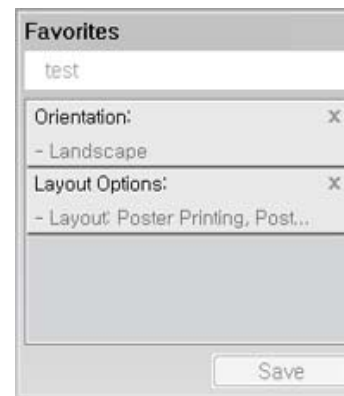 Favorites
test
Orientation: x
- Landscape
Layout Options: x
- Layout: Poster Printing, Post...
Save